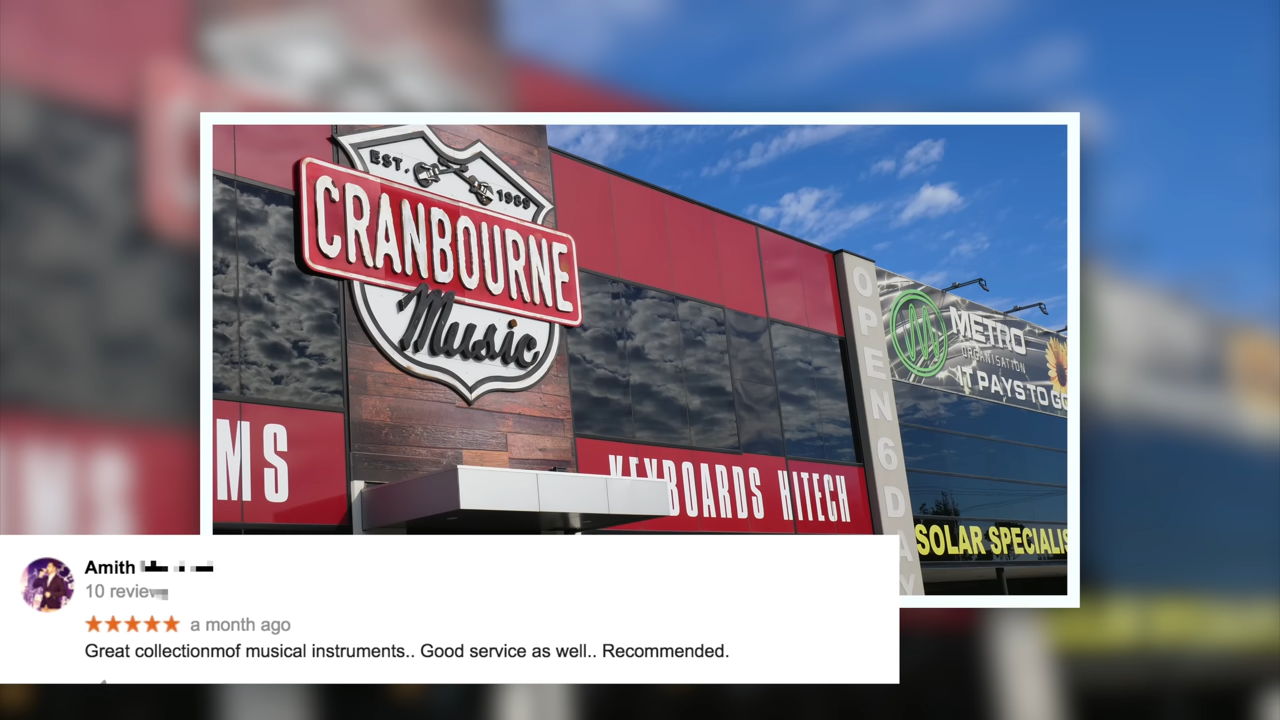 EST. 1989
CRANBOURNE
Music
MS
KEYBOARDS HITECH
OPEN 6 DAY
METRO
ORGANISATION
IT PAYS TO GO
SOLAR SPECIALIS
Amith
10 review
★★★★★ a month ago
Great collectionmof musical instruments.. Good service as well.. Recommended.